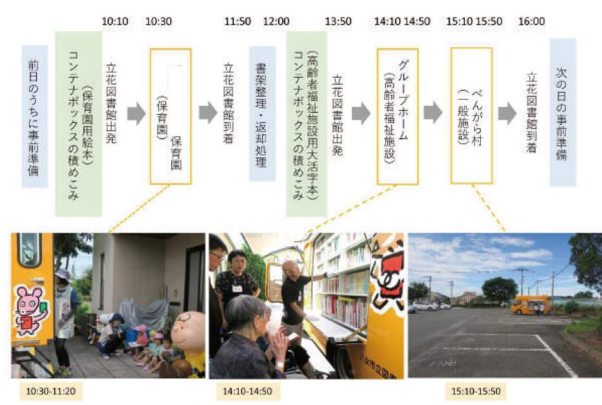 10:10
10:30
11:50
12:00
13:50
14:10
14:50
15:10
15:50
16:00
前日のうちに事前準備
コンテナボックスの積めこみ
(保育園用絵本)
立花図書館出発
保育園
(保育園)
立花図書館到着
書架整理・返却処理
コンテナボックスの積めこみ
(高齢者福祉施設用大活字本)
立花図書館出発
グループホーム
(高齢者福祉施設)
べんがら村
(一般施設)
立花図書館到着
次の日の事前準備
市立図書
10:30-11:20
14:10-14:50
15:10-15:50